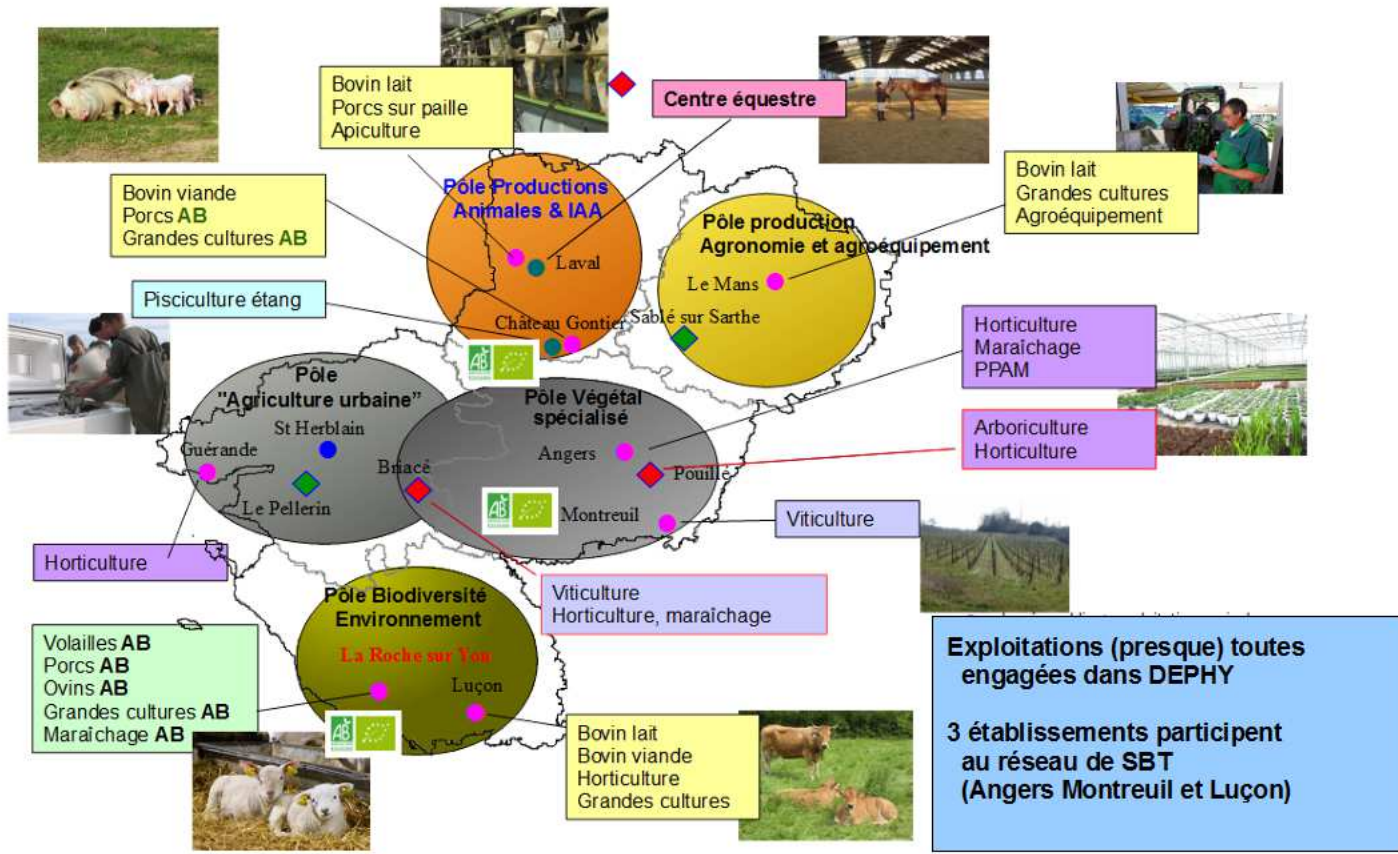 Bovin lait
Porcs sur paille
Apiculture
Centre équestre
Bovin lait
Grandes cultures
Agroéquipement
Bovin viande
Porcs AB
Grandes cultures AB
Pôle Productions
Animales & IAA
Laval
Pôle production
Agronomie et agroéquipement
Le Mans
Sablé sur Sarthe
Pisciculture étang
Château Gontier
AB
Horticulture
Maraîchage
PPAM
Pôle
"Agriculture urbaine"
St Herblain
Guérande
Le Pellerin
Pôle Végétal
spécialisé
Angers
Briacé
Pouillé
Montreuil
AB
Arboriculture
Horticulture
Viticulture
Horticulture
Viticulture
Horticulture, maraîchage
Pôle Biodiversité
Environnement
La Roche sur Yon
Luçon
AB
Volailles AB
Porcs AB
Ovins AB
Grandes cultures AB
Maraîchage AB
Bovin lait
Bovin viande
Horticulture
Grandes cultures
Exploitations (presque) toutes
engagées dans DEPHY
3 établissements participent
au réseau de SBT
(Angers Montreuil et Luçon)